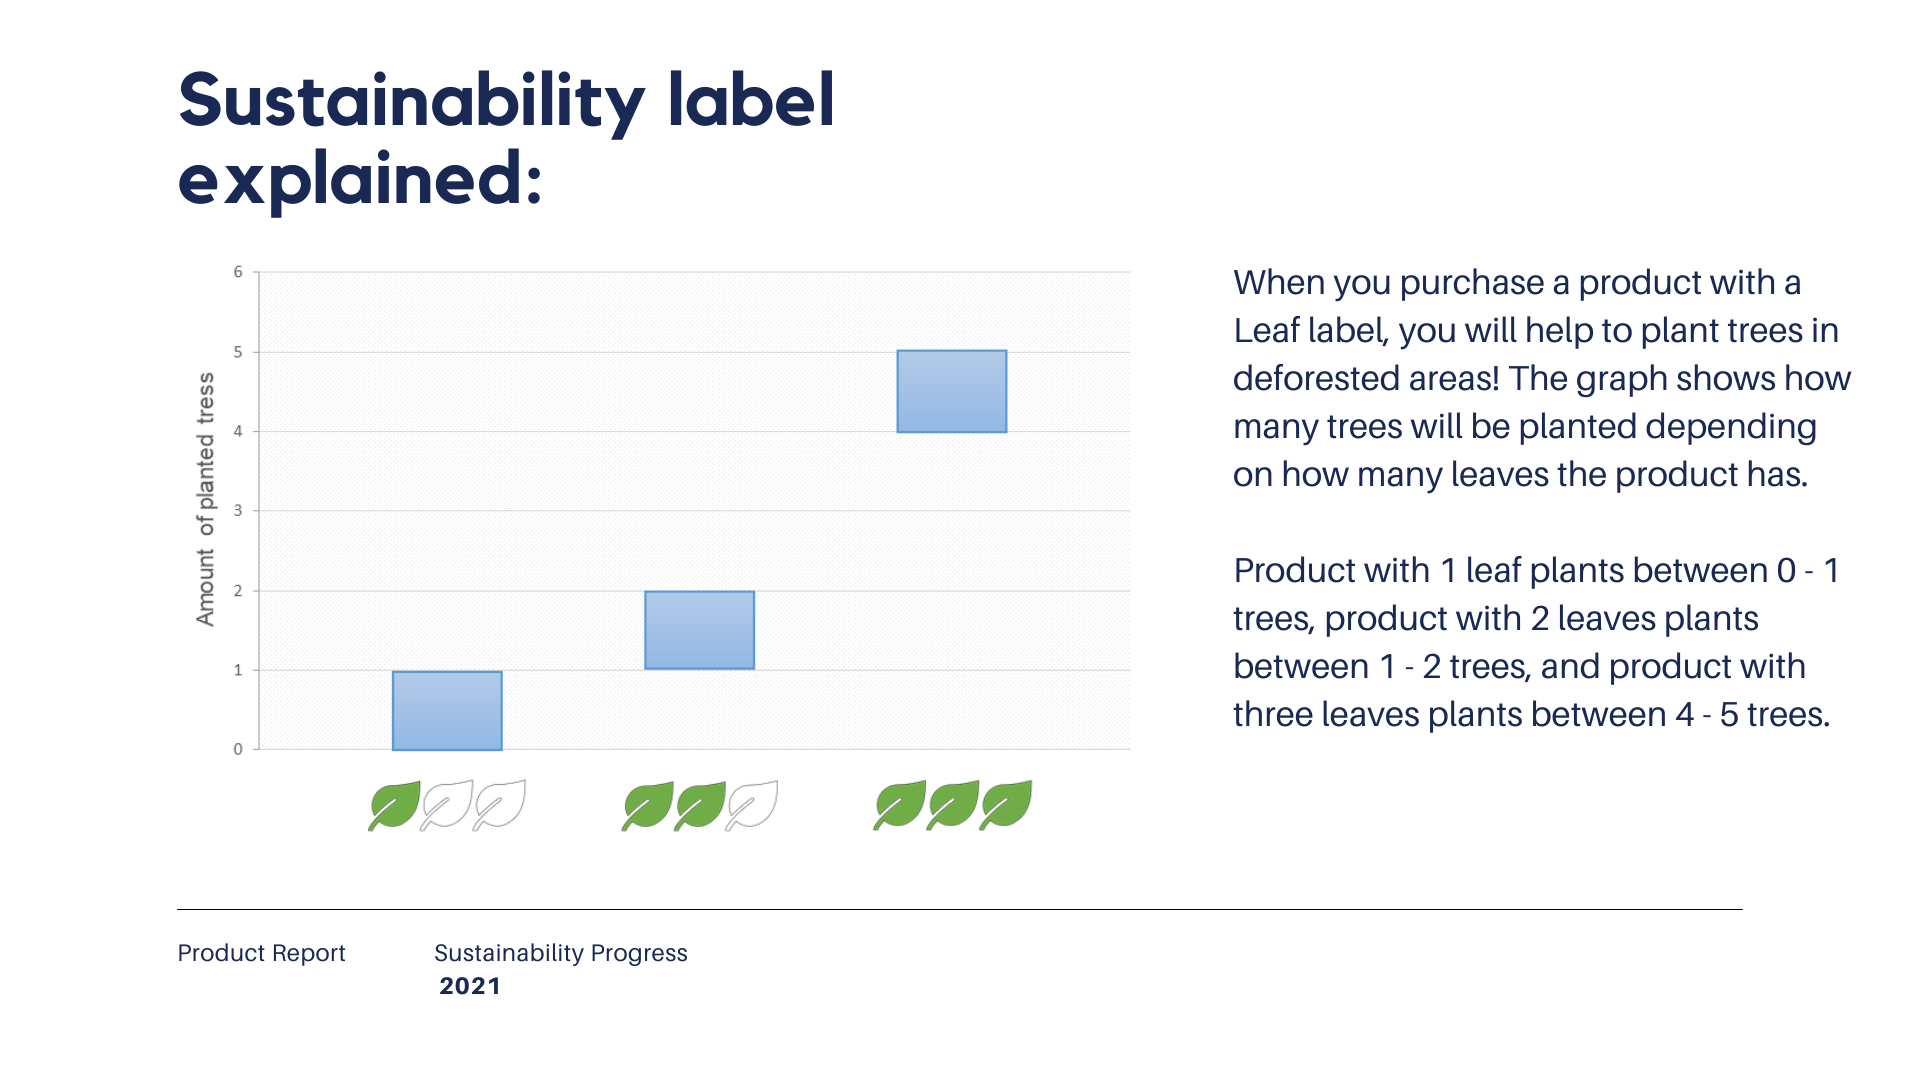 Sustainability label
explained:
6
5
4
3
2
1
0
Amount of planted tress
When you purchase a product with a
Leaf label, you will help to plant trees in
deforested areas! The graph shows how
many trees will be planted depending
on how many leaves the product has.
Product with 1 leaf plants between 0 - 1
trees, product with 2 leaves plants
between 1 - 2 trees, and product with
three leaves plants between 4 - 5 trees.
Product Report
Sustainability Progress
2021